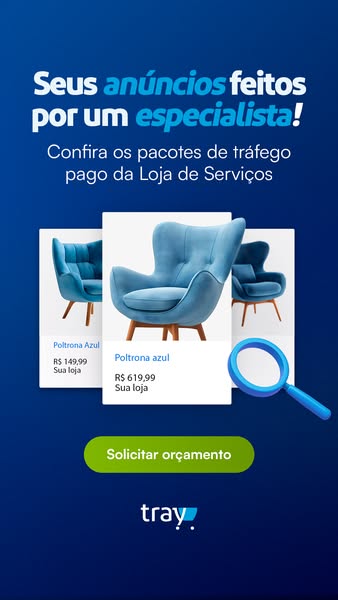 Seus anúncios feitos
por um especialista!
Confira os pacotes de tráfego
pago da Loja de Serviços
Poltrona Azul
R$ 149,99
Sua loja
Poltrona azul
R$ 619,99
Sua loja
Solicitar orçamento
tray